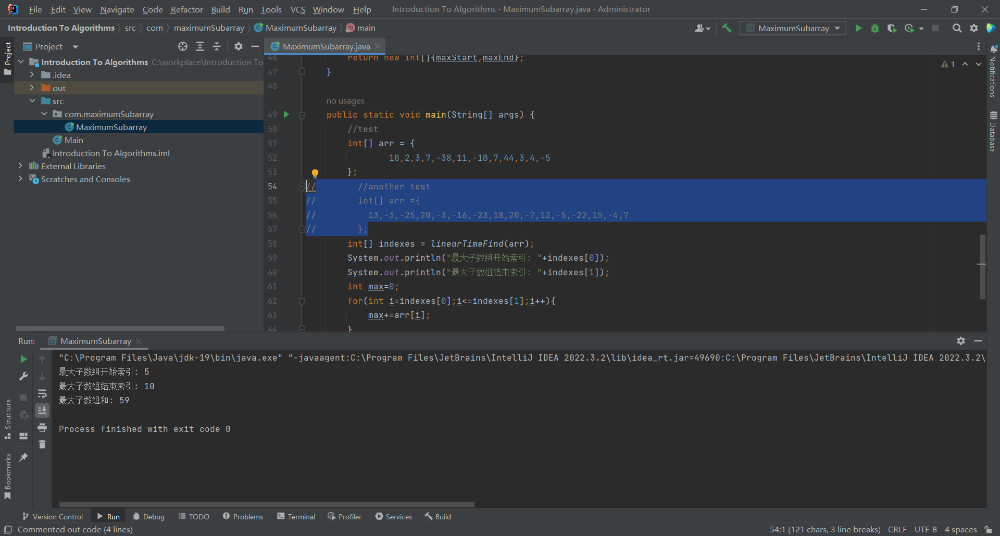 File Edit View Navigate Code Refactor Build Run Tools VCS Window Help Introduction To Algorithms - MaximumSubarray.java - Administrator
Introduction To Algorithms src com maximumSubarray MaximumSubarray main MaximumSubarray
Project
MaximumSubarray.java
Introduction To Algorithms C:\workplace\Introduction To
.idea
out
src
com.maximumSubarray
MaximumSubarray
Main
Introduction To Algorithms.iml
External Libraries
Scratches and Consoles
Project
Structure
Bookmarks
Notifications
Database
1
46 return new int[]{maxStart,maxEnd};
47 }
48
no usages
49 public static void main(String[] args) {
50 //test
51 int[] arr = {
52 10,2,3,7,-38,11,-10,7,44,3,4,-5
53 };
54 // //another test
55 // int[] arr ={
56 // 13,-3,-25,20,-3,-16,-23,18,20,-7,12,-5,-22,15,-4,7
57 // };
58 int[] indexes = linearTimeFind(arr);
59 System.out.println("最大子数组开始索引: "+indexes[0]);
60 System.out.println("最大子数组结束索引: "+indexes[1]);
61 int max=0;
62 for(int i=indexes[0];i<=indexes[1];i++){
63 max+=arr[i];
64 }
Run: MaximumSubarray
"C:\Program Files\Java\jdk-19\bin\java.exe" "-javaagent:C:\Program Files\JetBrains\IntelliJ IDEA 2022.3.2\lib\idea_rt.jar=49690:C:\Program Files\JetBrains\IntelliJ IDEA 2022.3.2\
最大子数组开始索引: 5
最大子数组结束索引: 10
最大子数组和: 59
Process finished with exit code 0
Version Control Run Debug TODO Problems Terminal Profiler Services Build
Commented out code (4 lines) 54:1 (121 chars, 3 line breaks) CRLF UTF-8 4 spaces